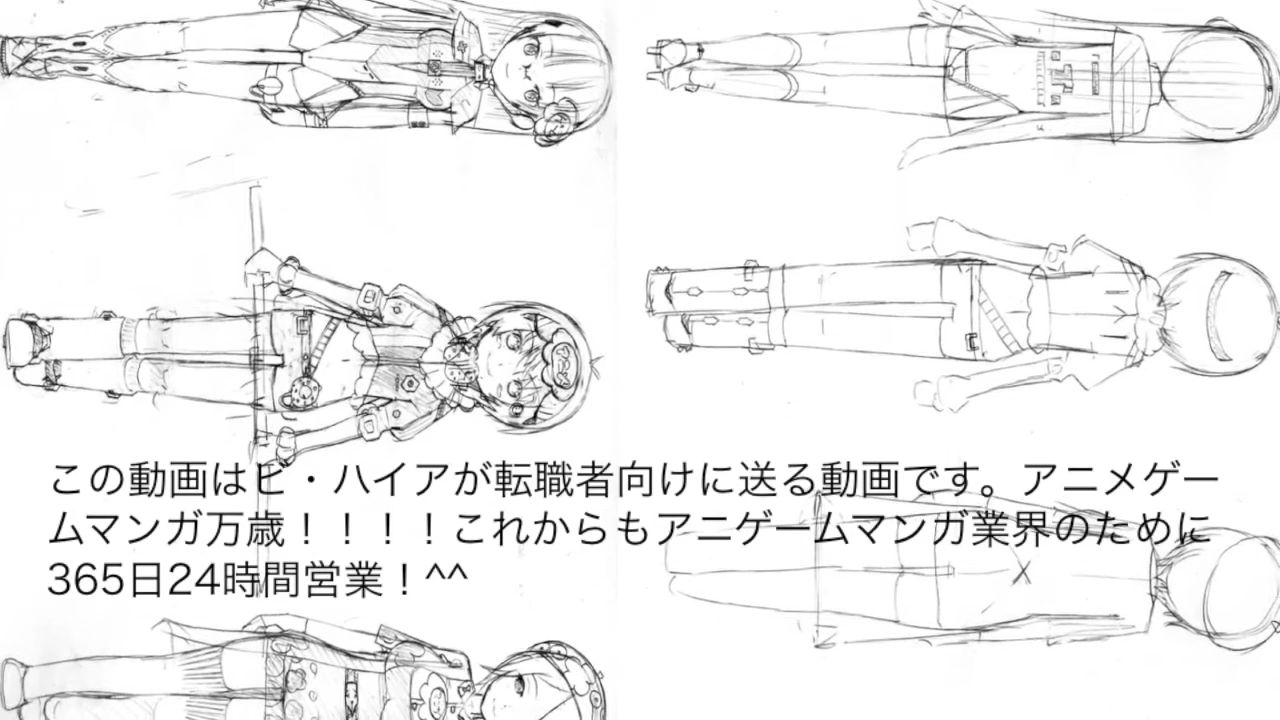 この動画はビ・ハイアが転職者向けに送る動画です。アニメゲー
ムマンガ万歳！！！！これからもアニゲームマンガ業界のために
365日24時間営業！^^